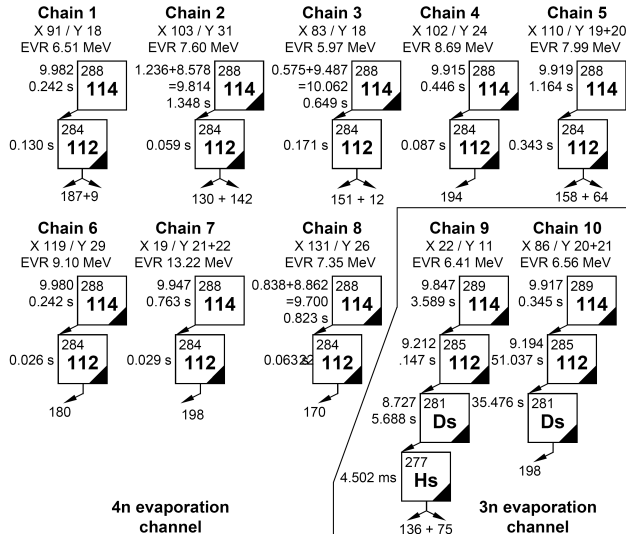 Chain 1
X 91 / Y 18
EVR 6.51 MeV
9.982
0.242 s
288
114
0.130 s
284
112
187+9
Chain 2
X 103 / Y 31
EVR 7.60 MeV
1.236+8.578
=9.814
1.348 s
288
114
0.059 s
284
112
130 + 142
Chain 3
X 83 / Y 18
EVR 5.97 MeV
0.575+9.487
=10.062
0.649 s
288
114
0.171 s
284
112
151 + 12
Chain 4
X 102 / Y 24
EVR 8.69 MeV
9.915
0.446 s
288
114
0.087 s
284
112
194
Chain 5
X 110 / Y 19+20
EVR 7.99 MeV
9.919
1.164 s
288
114
0.343 s
284
112
158 + 64
Chain 6
X 119 / Y 29
EVR 9.10 MeV
9.980
0.242 s
288
114
0.026 s
284
112
180
Chain 7
X 19 / Y 21+22
EVR 13.22 MeV
9.947
0.763 s
288
114
0.029 s
284
112
198
Chain 8
X 131 / Y 26
EVR 7.35 MeV
0.838+8.862
=9.700
0.823 s
288
114
284
112
170
Chain 9
X 22 / Y 11
EVR 6.41 MeV
9.847
3.589 s
289
114
9.212
.147 s
285
112
8.727
5.688 s
281
Ds
4.502 ms
277
Hs
136 + 75
Chain 10
X 86 / Y 20+21
EVR 6.56 MeV
9.917
0.345 s
289
114
9.194
51.037 s
285
112
35.476 s
281
Ds
198
4n evaporation
channel
3n evaporation
channel